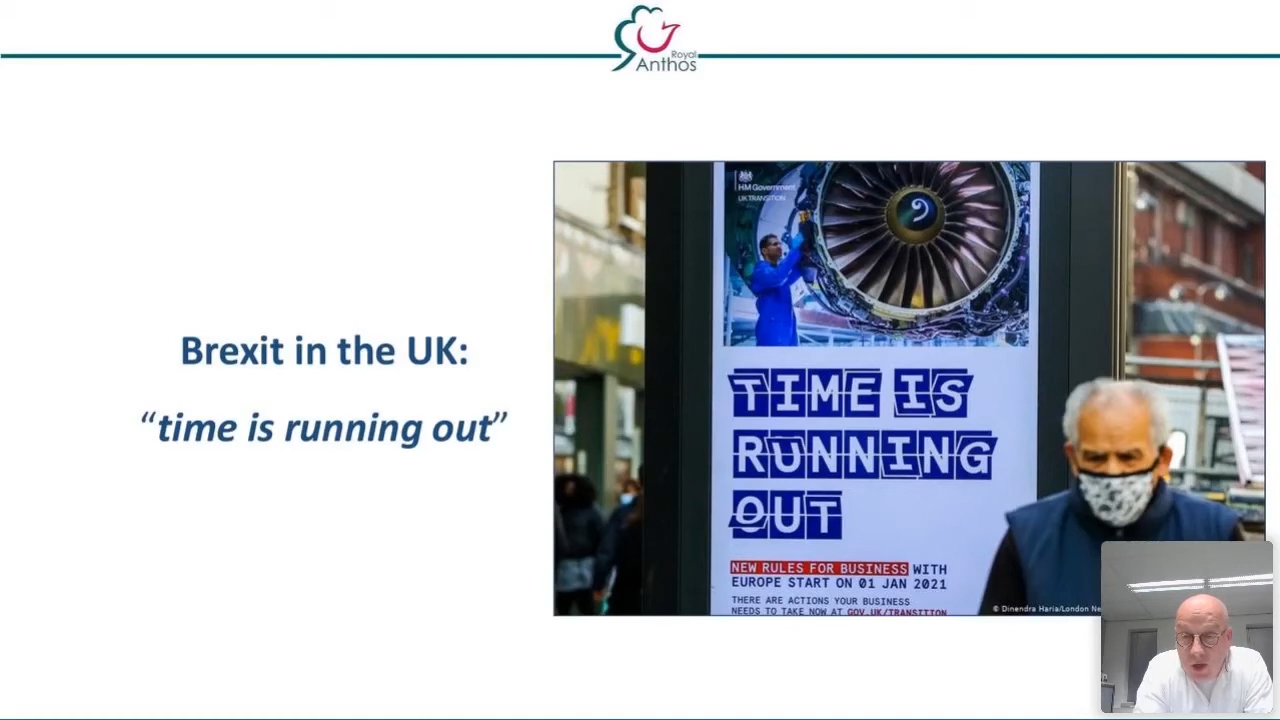 Royal
Anthos
Brexit in the UK:
“time is running out”
HM Government
UK TRANSITION
TIME IS
RUNNING
OUT
NEW RULES FOR BUSINESS WITH
EUROPE START ON 01 JAN 2021
THERE ARE ACTIONS YOUR BUSINESS
NEEDS TO TAKE NOW AT GOV.UK/TRANSITION
© Dinendra Haria/London